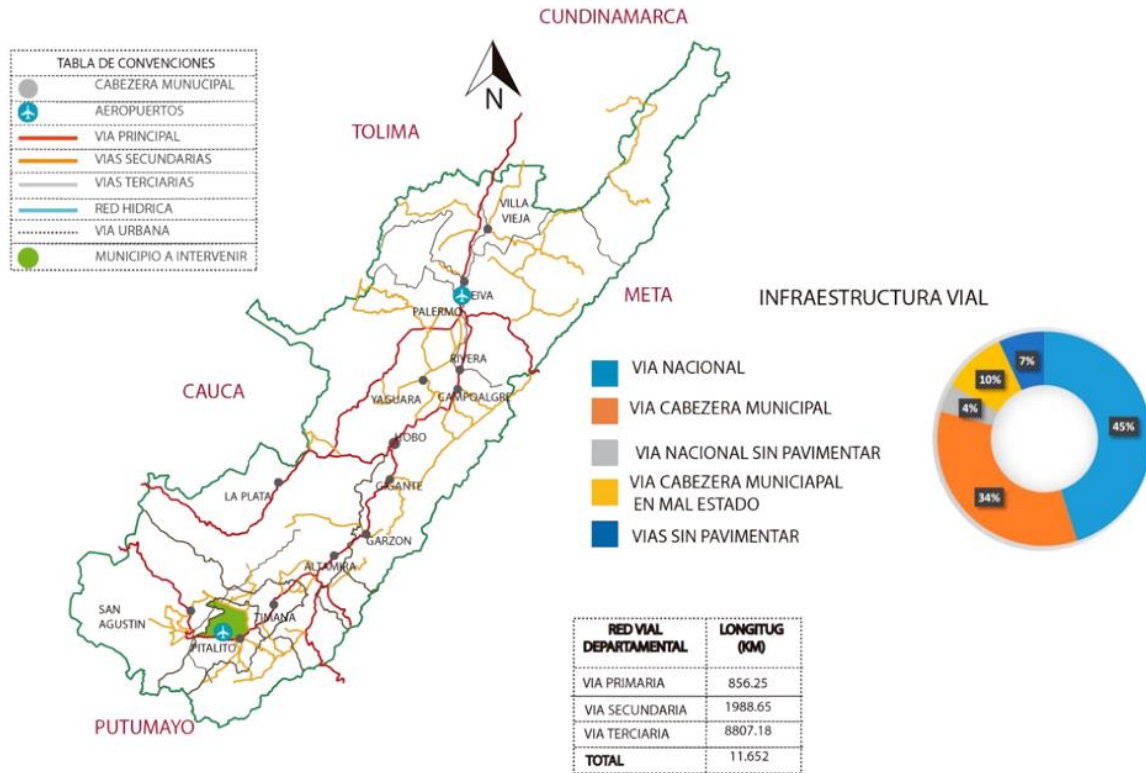 CUNDINAMARCA
TABLA DE CONVENCIONES
CABEZERA MUNUCIPAL
AEROPUERTOS
VIA PRINCIPAL
VIAS SECUNDARIAS
VIAS TERCIARIAS
RED HIDRICA
VIA URBANA
MUNICIPIO A INTERVENIR
N
TOLIMA
VILLA
VIEJA
EIVA
PALERMO
META
RIVERA
YAGUARA
CAMPOALGRE
CAUCA
HOBO
LA PLATA
GIGANTE
GARZON
ALTAMIRA
SAN
AGUSTIN
TIMANA
PITALITO
PUTUMAYO
INFRAESTRUCTURA VIAL
VIA NACIONAL
VIA CABEZERA MUNICIPAL
VIA NACIONAL SIN PAVIMENTAR
VIA CABEZERA MUNICIAPAL
EN MAL ESTADO
VIAS SIN PAVIMENTAR
7%
10%
4%
45%
34%
RED VIAL
DEPARTAMENTAL
LONGITUG
(KM)
VIA PRIMARIA 856.25
VIA SECUNDARIA 1988.65
VIA TERCIARIA 8807.18
TOTAL 11.652